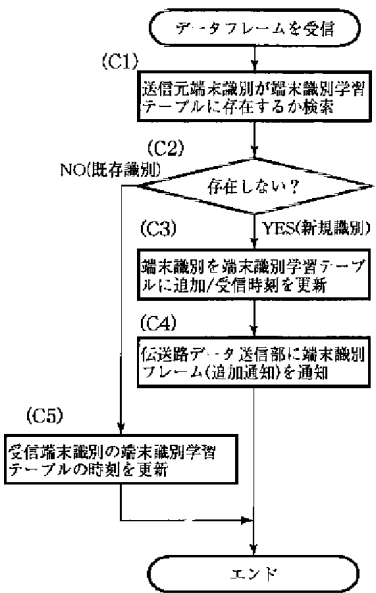 データフレームを受信
(C1)
送信元端末識別が端末識別学習
テーブルに存在するか検索
(C2)
NO(既存識別)
存在しない？
YES(新規識別)
(C3)
端末識別を端末識別学習テーブ
ルに追加/受信時刻を更新
(C4)
伝送路データ送信部に端末識別
フレーム(追加通知)を通知
(C5)
受信端末識別の端末識別学習
テーブルの時刻を更新
エンド